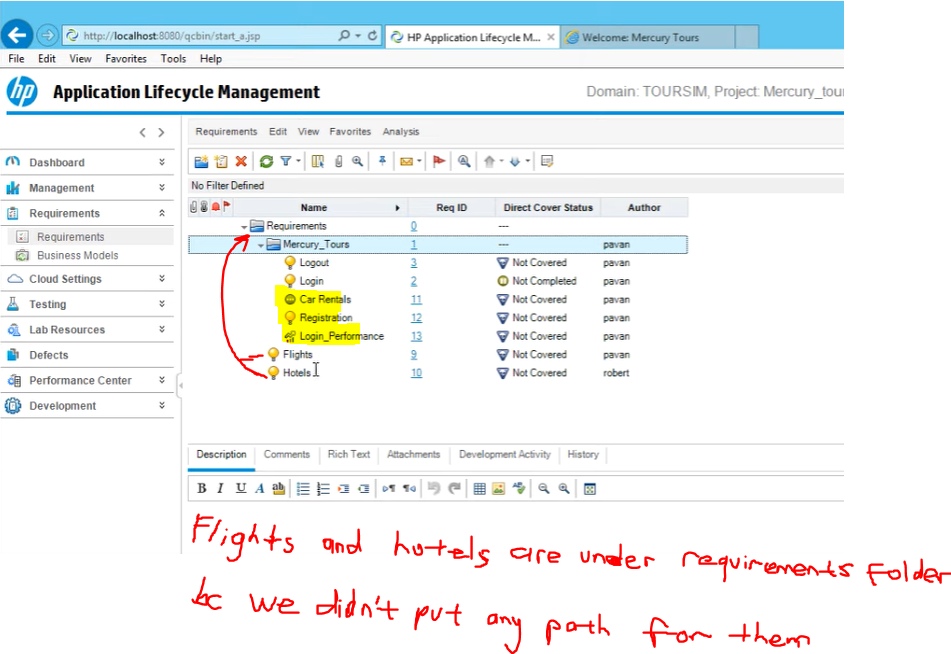 http://localhost:8080/qcbin/start_a.jsp
HP Application Lifecycle M...
Welcome: Mercury Tours
File Edit View Favorites Tools Help
hp Application Lifecycle Management
Domain: TOURSIM, Project: Mercury_tour
Requirements Edit View Favorites Analysis
No Filter Defined
Dashboard
Management
Requirements
Requirements
Business Models
Cloud Settings
Testing
Lab Resources
Defects
Performance Center
Development
Name Req ID Direct Cover Status Author
Requirements 0 ---
Mercury_Tours 1 --- pavan
Logout 3 Not Covered pavan
Login 2 Not Completed pavan
Car Rentals 11 Not Covered pavan
Registration 12 Not Covered pavan
Login_Performance 13 Not Covered pavan
Flights 9 Not Covered pavan
Hotels 10 Not Covered robert
Description Comments Rich Text Attachments Development Activity History
B I U A ab
Flights and hotels are under requirements folder
bc we didn't put any path for them